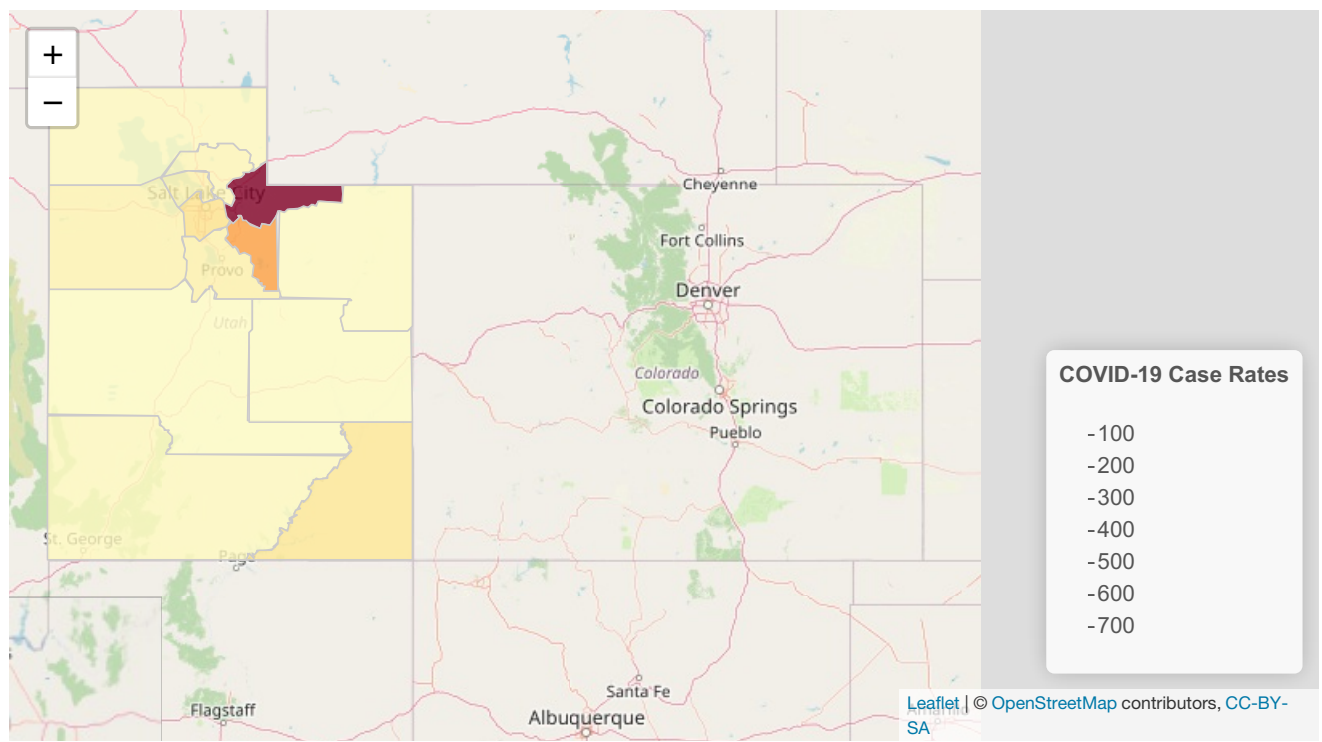 +
−
Salt Lake City
Cheyenne
Fort Collins
Provo
Denver
Utah
Colorado
COVID-19 Case Rates
Colorado Springs
Pueblo
-100
-200
-300
-400
-500
St. George
Page
-600
-700
Santa Fe
Flagstaff
Albuquerque
Leaflet | © OpenStreetMap contributors, CC-BY-
SA